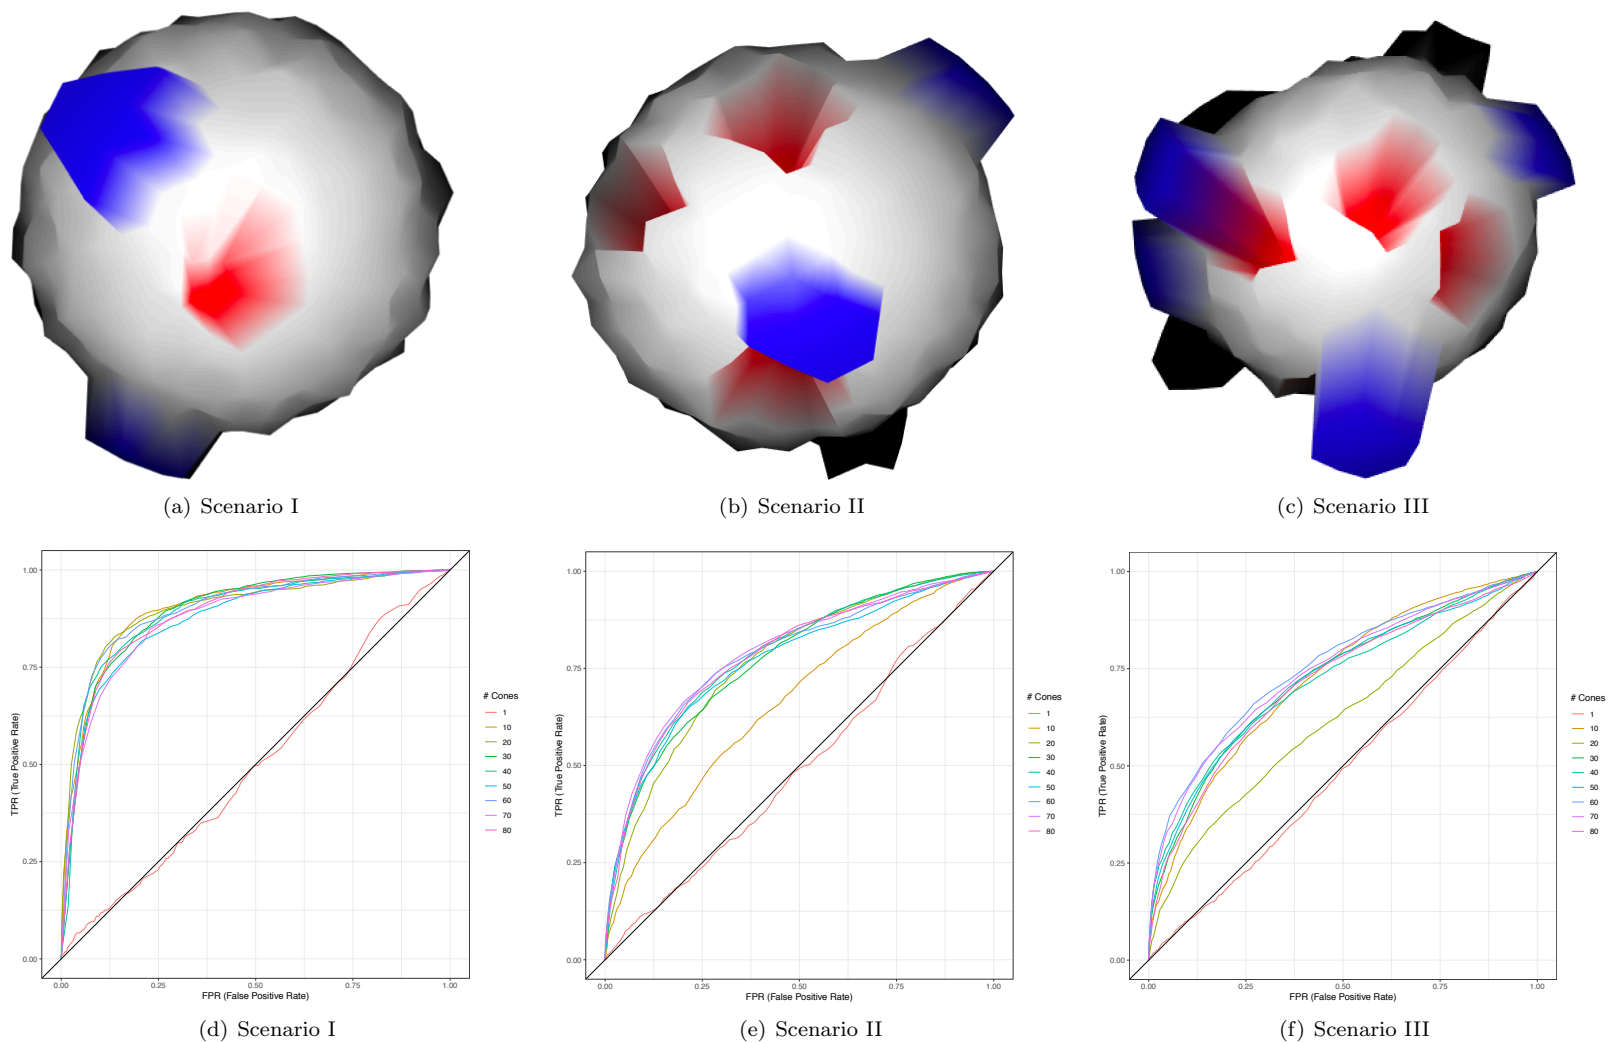 (a) Scenario I
(b) Scenario II
(c) Scenario III
TPR (True Positive Rate)
1.00
0.75
0.50
0.25
0.00
0.00 0.25 0.50 0.75 1.00
FPR (False Positive Rate)
# Cones
1
10
20
30
40
50
60
70
80
(d) Scenario I
TPR (True Positive Rate)
1.00
0.75
0.50
0.25
0.00
0.00 0.25 0.50 0.75 1.00
FPR (False Positive Rate)
# Cones
1
10
20
30
40
50
60
70
80
(e) Scenario II
TPR (True Positive Rate)
1.00
0.75
0.50
0.25
0.00
0.00 0.25 0.50 0.75 1.00
FPR (False Positive Rate)
# Cones
1
10
20
30
40
50
60
70
80
(f) Scenario III